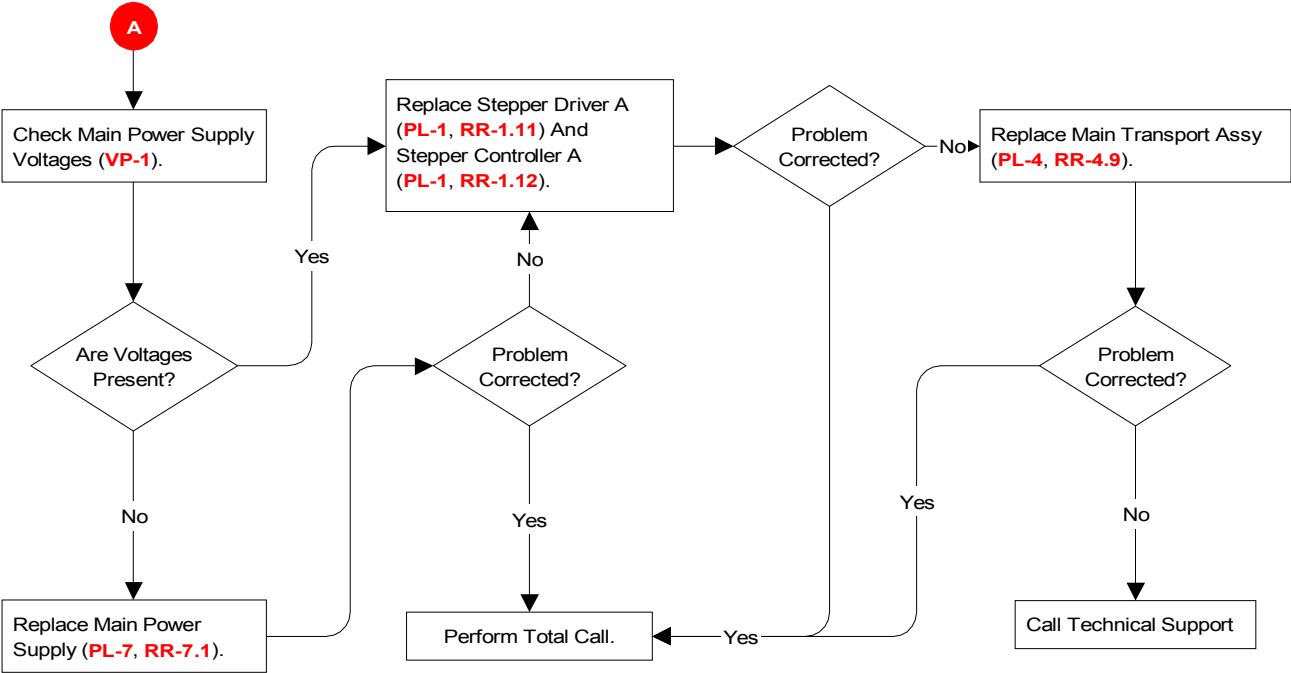 A
Check Main Power Supply
Voltages (VP-1).
Are Voltages
Present?
Yes
No
Replace Main Power
Supply (PL-7, RR-7.1).
Replace Stepper Driver A
(PL-1, RR-1.11) And
Stepper Controller A
(PL-1, RR-1.12).
No
Problem
Corrected?
Yes
Perform Total Call.
Problem
Corrected?
No
Yes
Replace Main Transport Assy
(PL-4, RR-4.9).
Problem
Corrected?
Yes
No
Call Technical Support